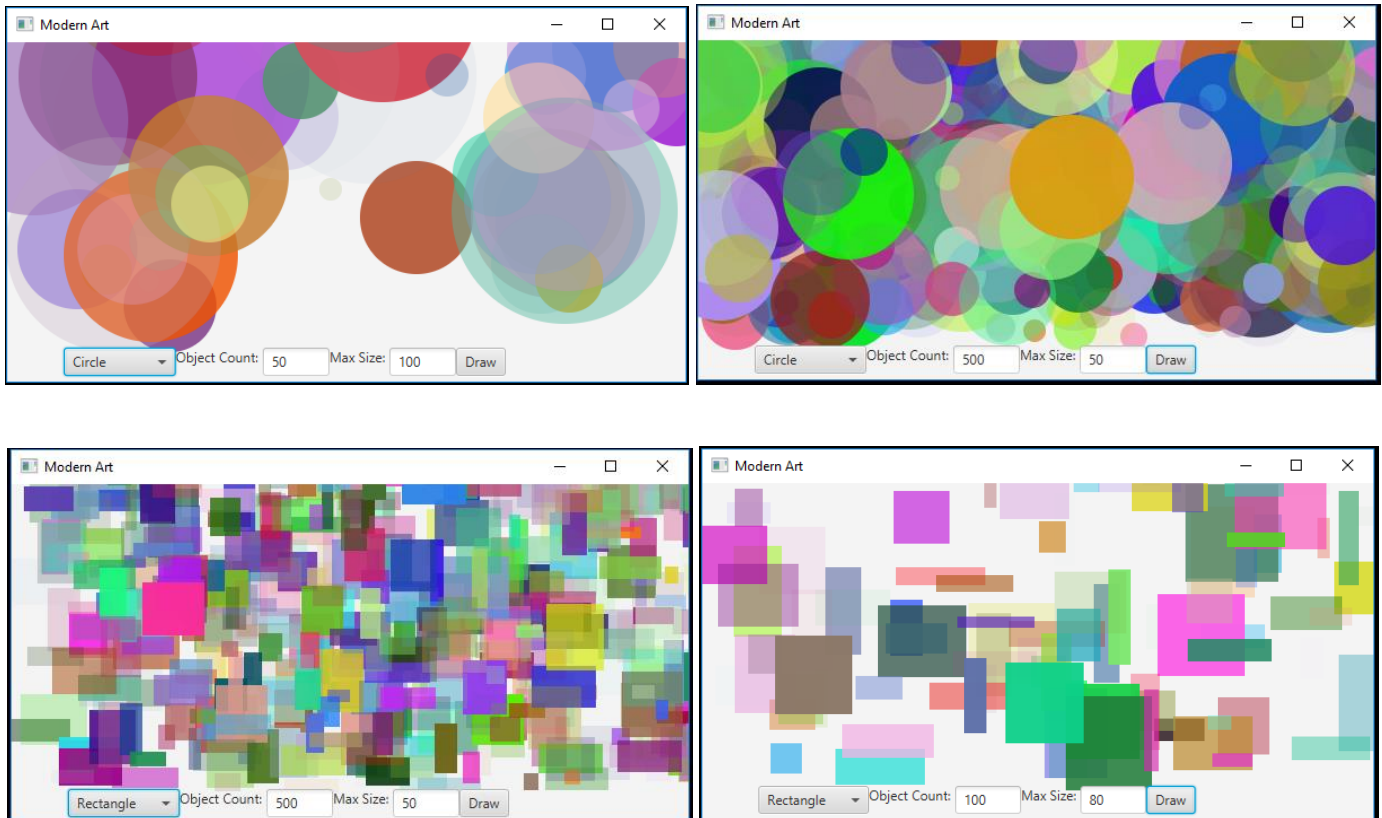 Modern Art
Circle Object Count: 50 Max Size: 100 Draw
Modern Art
Circle Object Count: 500 Max Size: 50 Draw
Modern Art
Rectangle Object Count: 500 Max Size: 50 Draw
Modern Art
Rectangle Object Count: 100 Max Size: 80 Draw